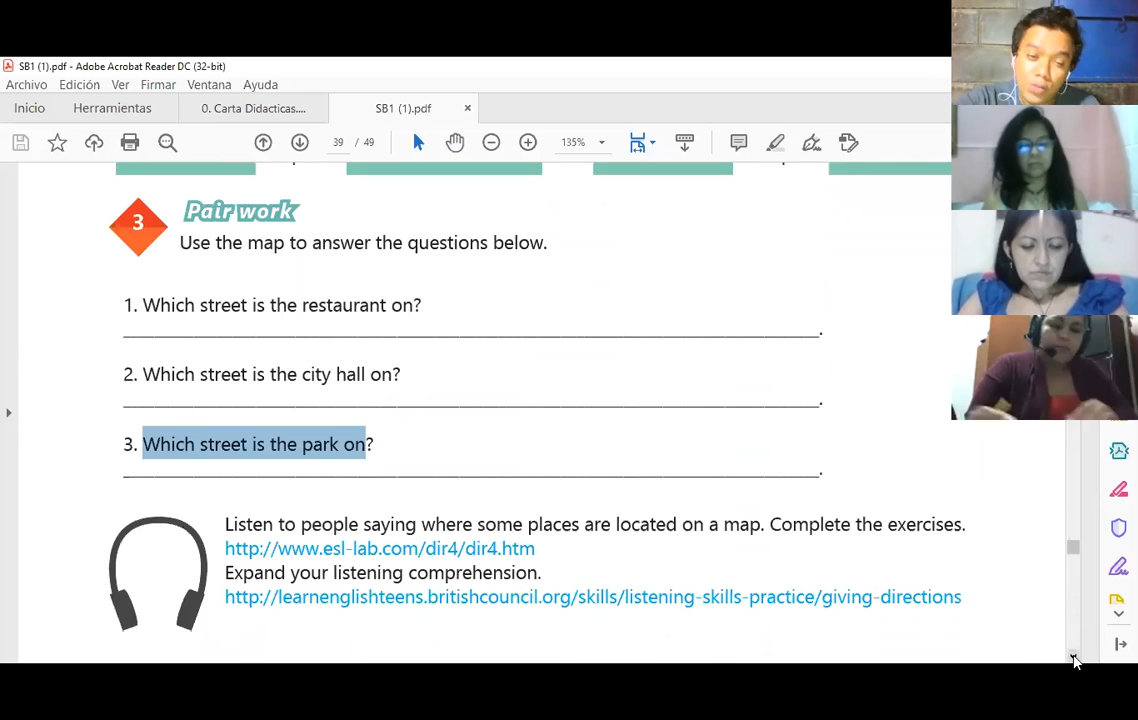 SB1 (1).pdf - Adobe Acrobat Reader DC (32-bit)
Archivo Edición Ver Firmar Ventana Ayuda
Inicio Herramientas 0. Carta Didacticas.... SB1 (1).pdf ×
39 / 49 135%
3 Pair work
Use the map to answer the questions below.
1. Which street is the restaurant on?
.
2. Which street is the city hall on?
.
3. Which street is the park on?
.
Listen to people saying where some places are located on a map. Complete the exercises.
http://www.esl-lab.com/dir4/dir4.htm
Expand your listening comprehension.
http://learnenglishteens.britishcouncil.org/skills/listening-skills-practice/giving-directions